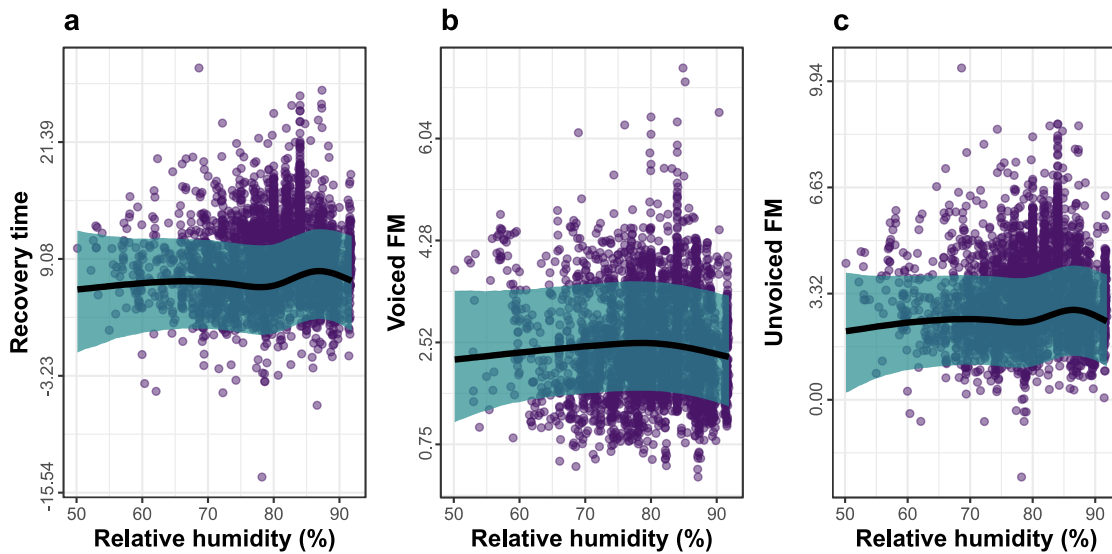 a
b
c
Recovery time
21.39
9.08
-3.23
-15.54
50 60 70 80 90
Relative humidity (%)
Voiced FM
6.04
4.28
2.52
0.75
50 60 70 80 90
Relative humidity (%)
Unvoiced FM
9.94
6.63
3.32
0.00
50 60 70 80 90
Relative humidity (%)